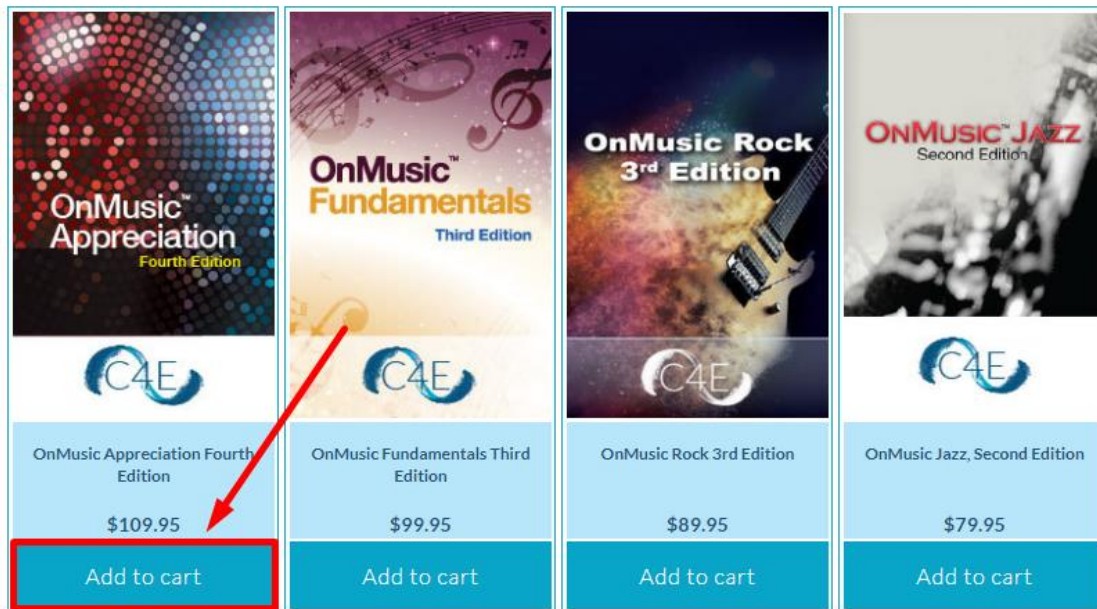 OnMusic™
Appreciation
Fourth Edition
C4E
OnMusic Appreciation Fourth
Edition
$109.95
Add to cart
OnMusic™
Fundamentals
Third Edition
C4E
OnMusic Fundamentals Third
Edition
$99.95
Add to cart
OnMusic Rock
3rd Edition
C4E
OnMusic Rock 3rd Edition
$89.95
Add to cart
OnMusic™ Jazz
Second Edition
C4E
OnMusic Jazz, Second Edition
$79.95
Add to cart